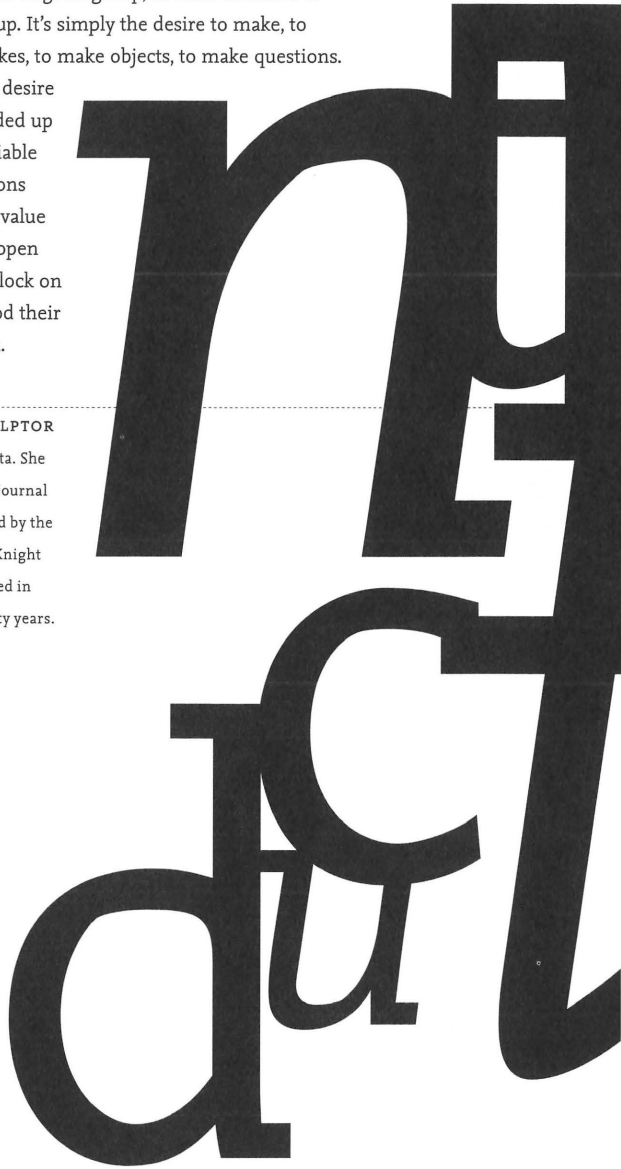 up. It's simply the desire to make, to
kes, to make objects, to make questions.
desire
ded up
iable
ons
value
open
lock on
od their
.
LPTOR
ta. She
ournal
d by the
Knight
ed in
ty years.
n
c
u
d